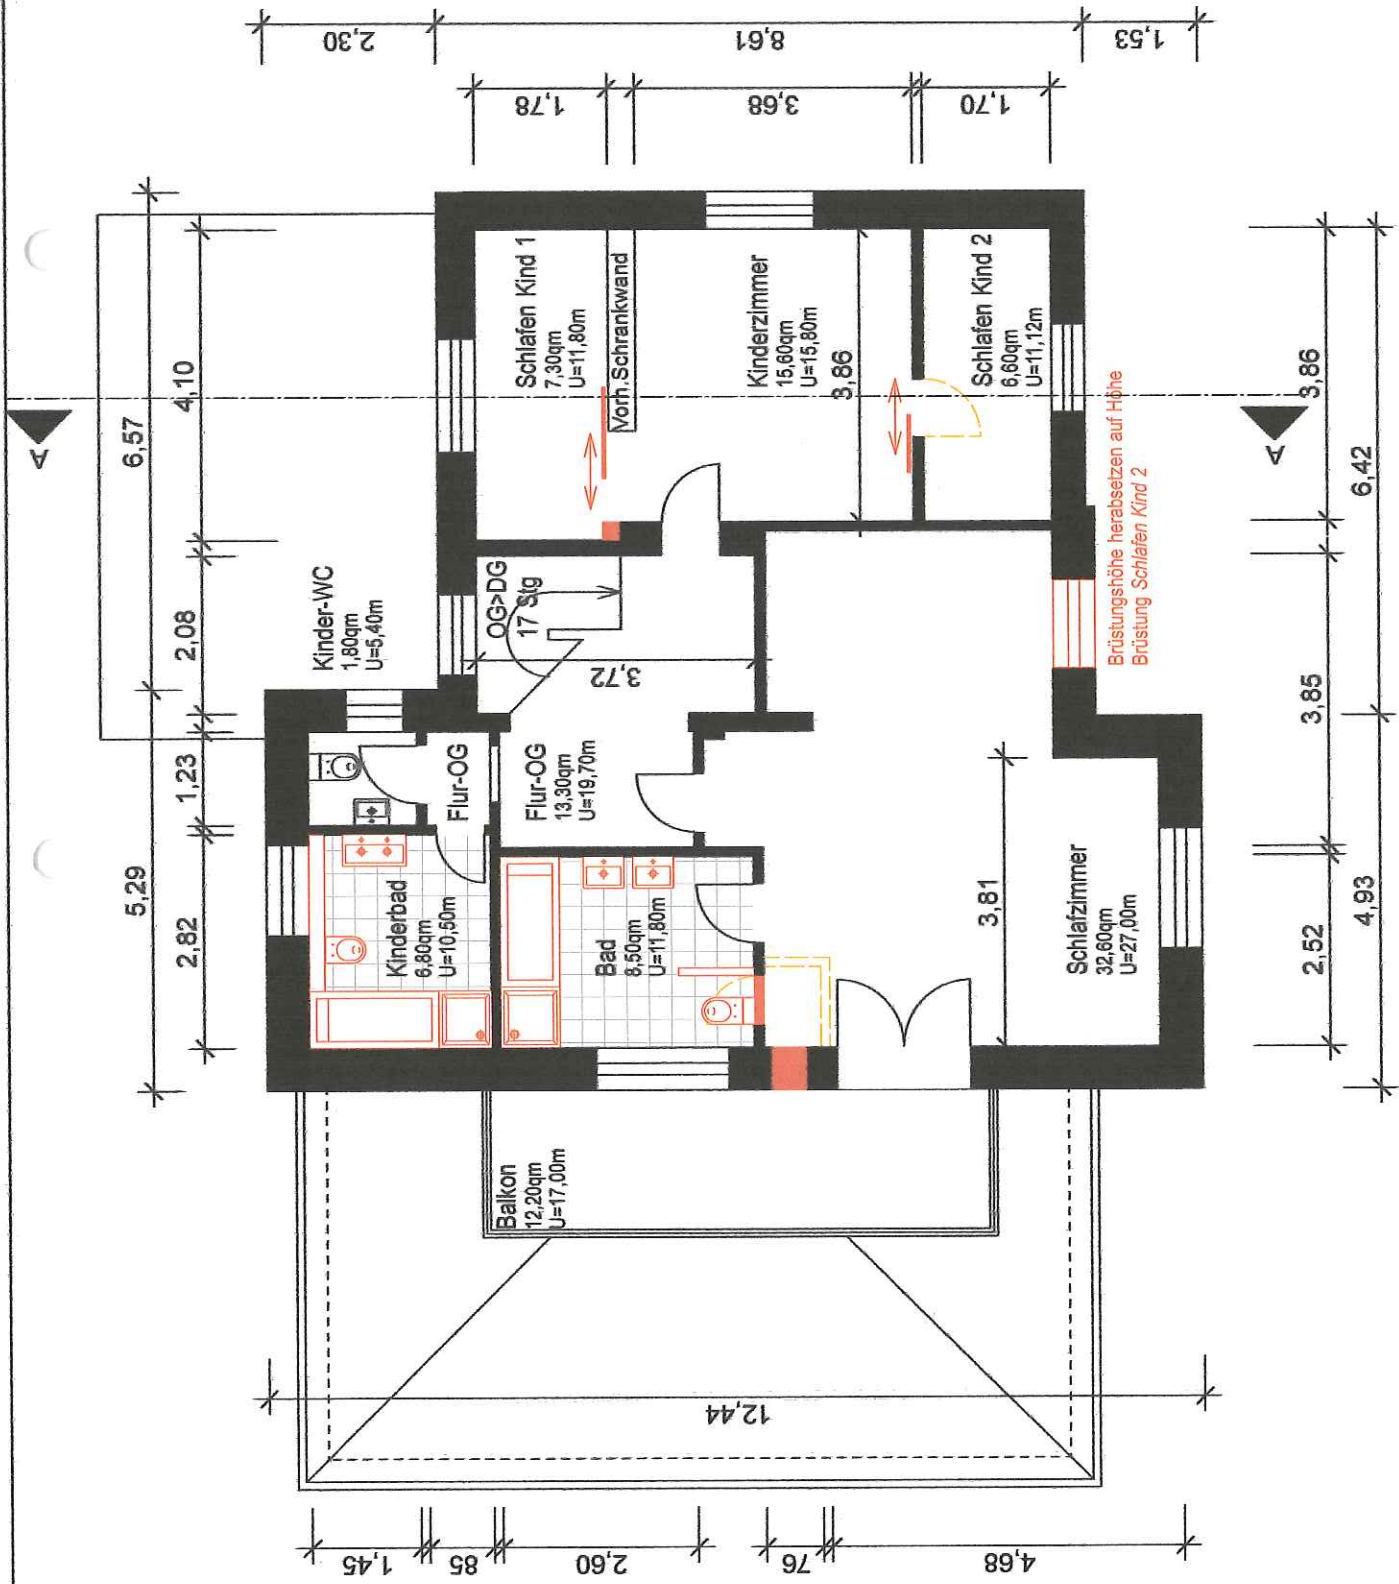 2,30
8,61
1,53
1,78
3,68
1,70
6,57
4,10
5,29
2,08
1,23
2,82
A
A
Schlafen Kind 1
7,30qm
U=11,80m
Vorh.Schrankwand
Kinderzimmer
15,60qm
U=15,80m
3,86
Schlafen Kind 2
6,60qm
U=11,12m
Kinder-WC
1,80qm
U=5,40m
OG>DG
17 Stg
3,72
Flur-OG
Flur-OG
13,30qm
U=19,70m
Kinderbad
6,80qm
U=10,50m
Bad
8,50qm
U=11,80m
3,81
Schlafzimmer
32,60qm
U=27,00m
Brüstungshöhe herabsetzen auf Höhe
Brüstung Schlafen Kind 2
3,86
6,42
3,85
2,52
4,93
Balkon
12,20qm
U=17,00m
12,44
1,45
85
2,60
76
4,68